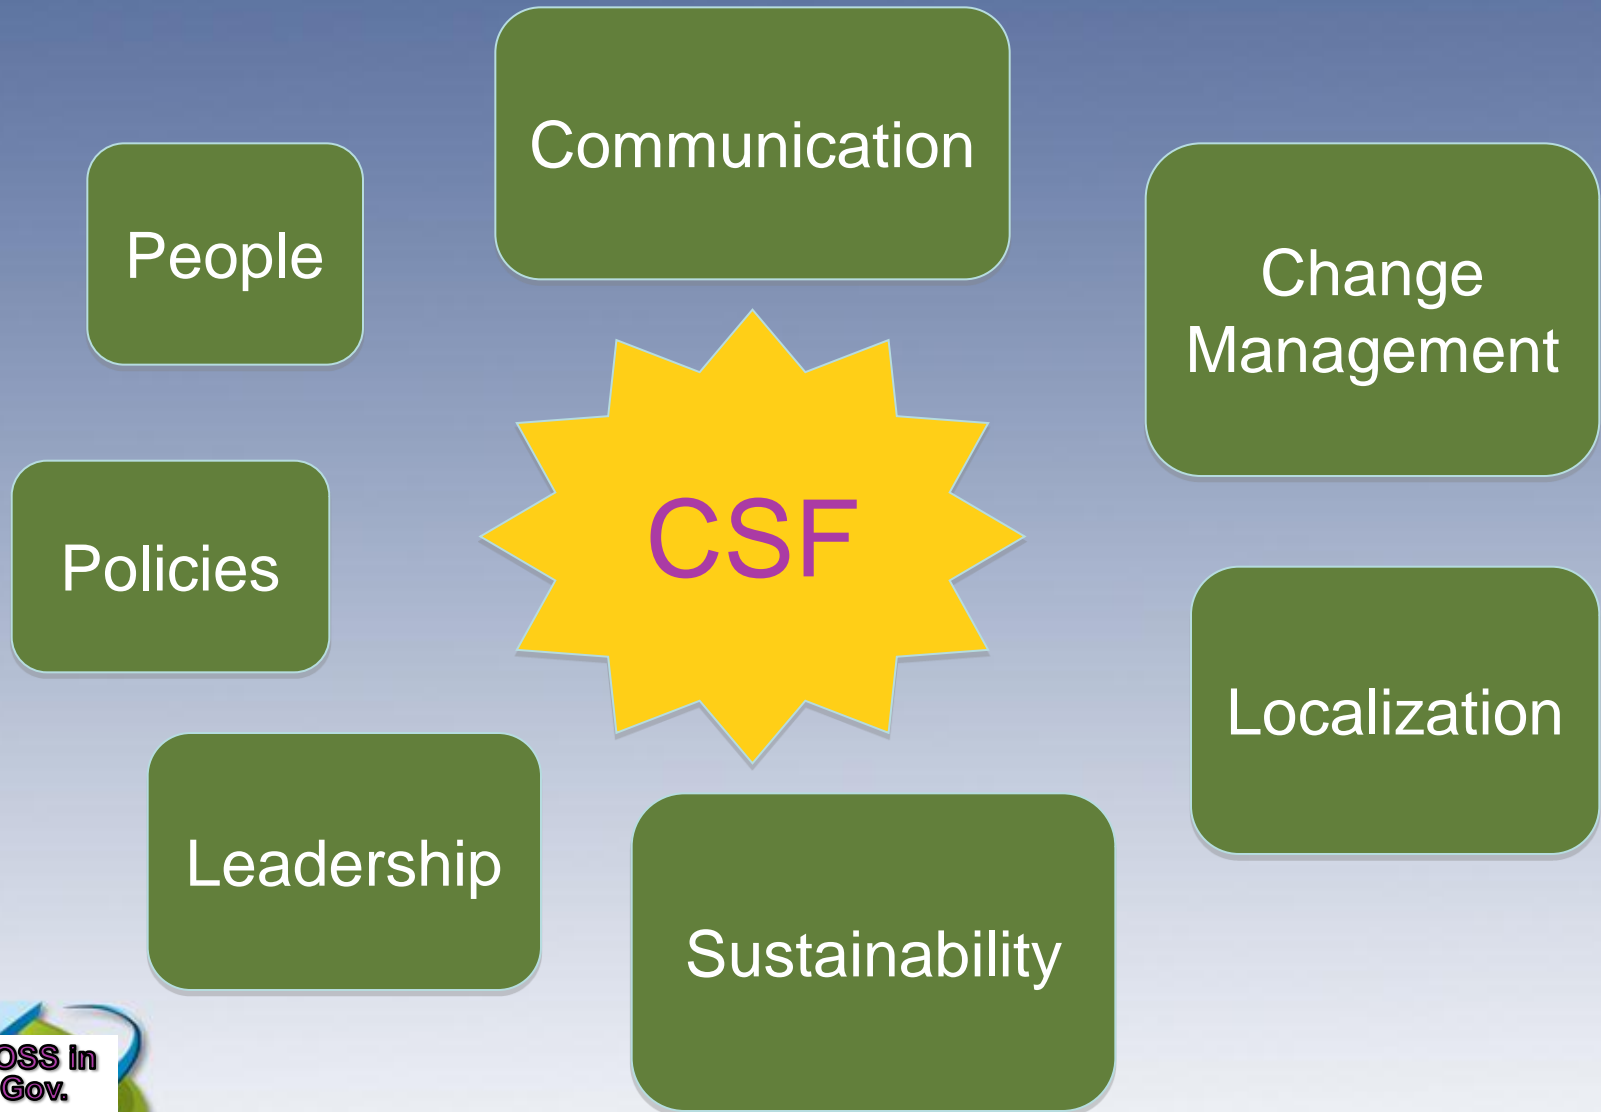 Communication
People
Change
Management
CSF
Policies
Localization
Leadership
Sustainability
OSS in
Gov.